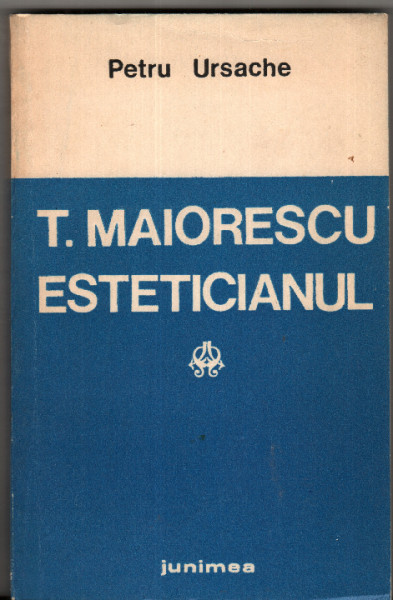 Petru Ursache
T. MAIORESCU
ESTETICIANUL
junimea